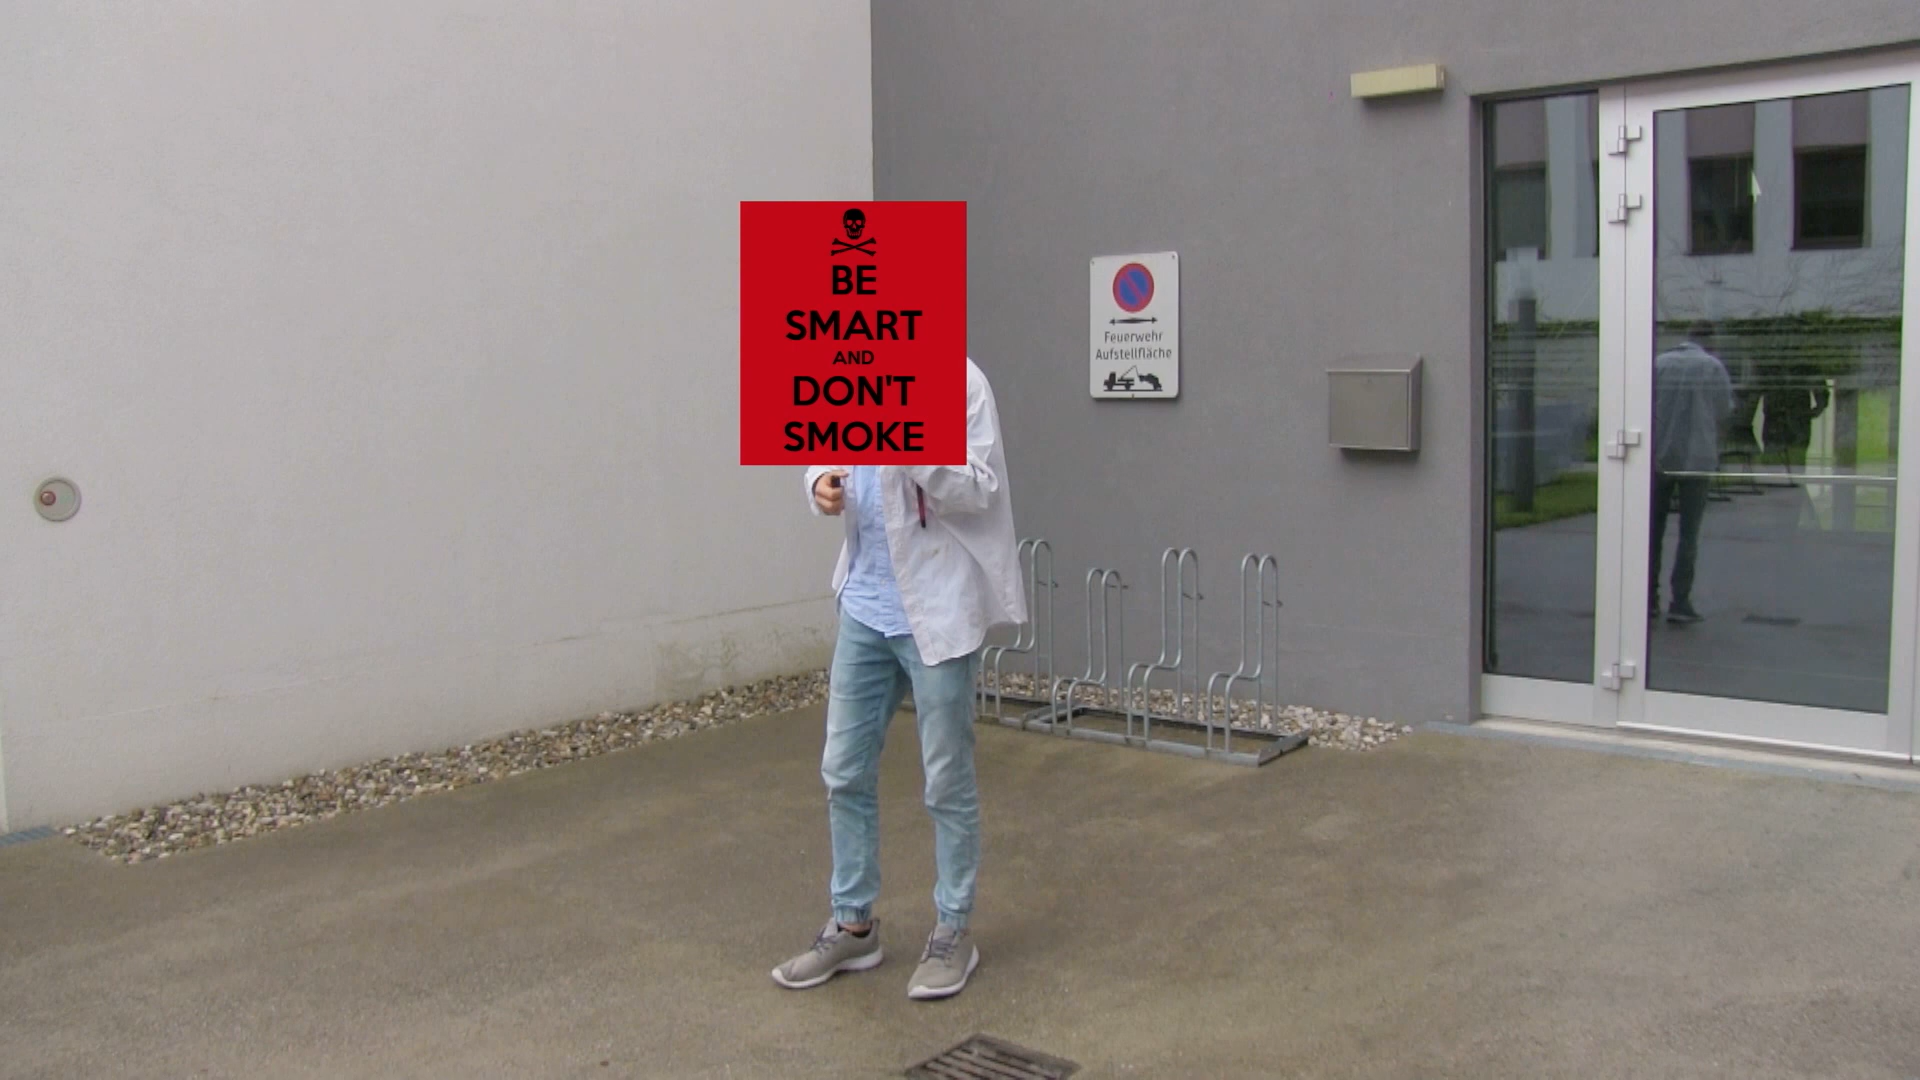 BE
SMART
AND
DON'T
SMOKE
Feuerwehr
Aufstellfläche